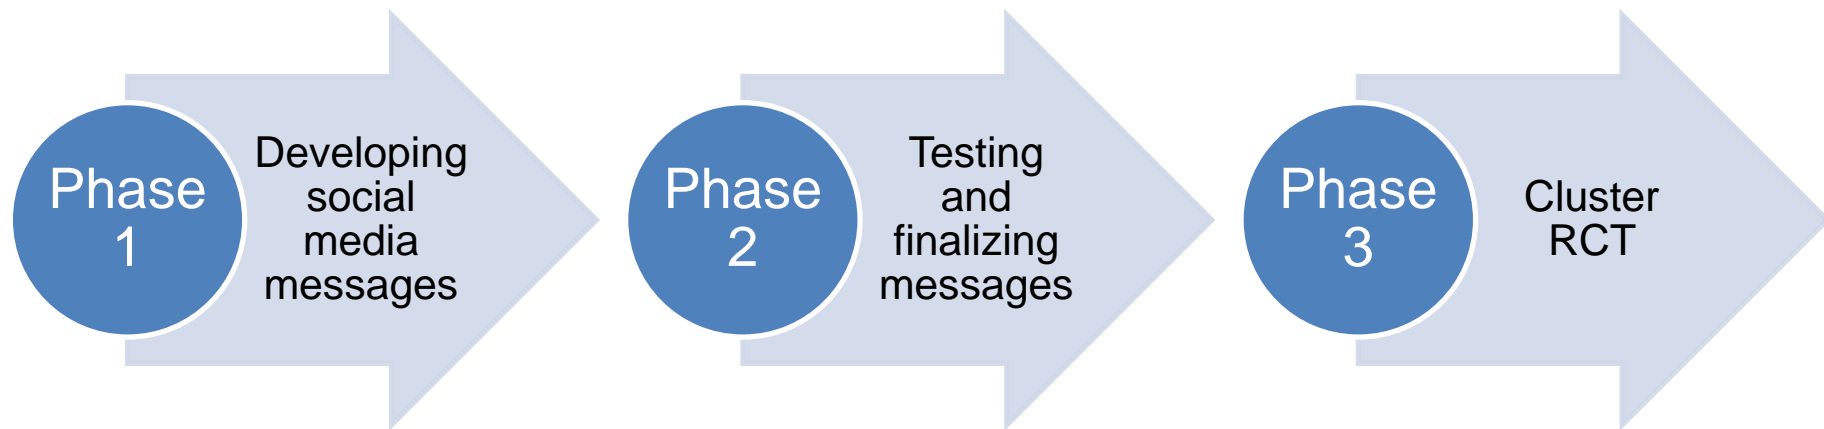 Phase
1
Developing
social
media
messages
Phase
2
Testing
and
finalizing
messages
Phase
3
Cluster
RCT